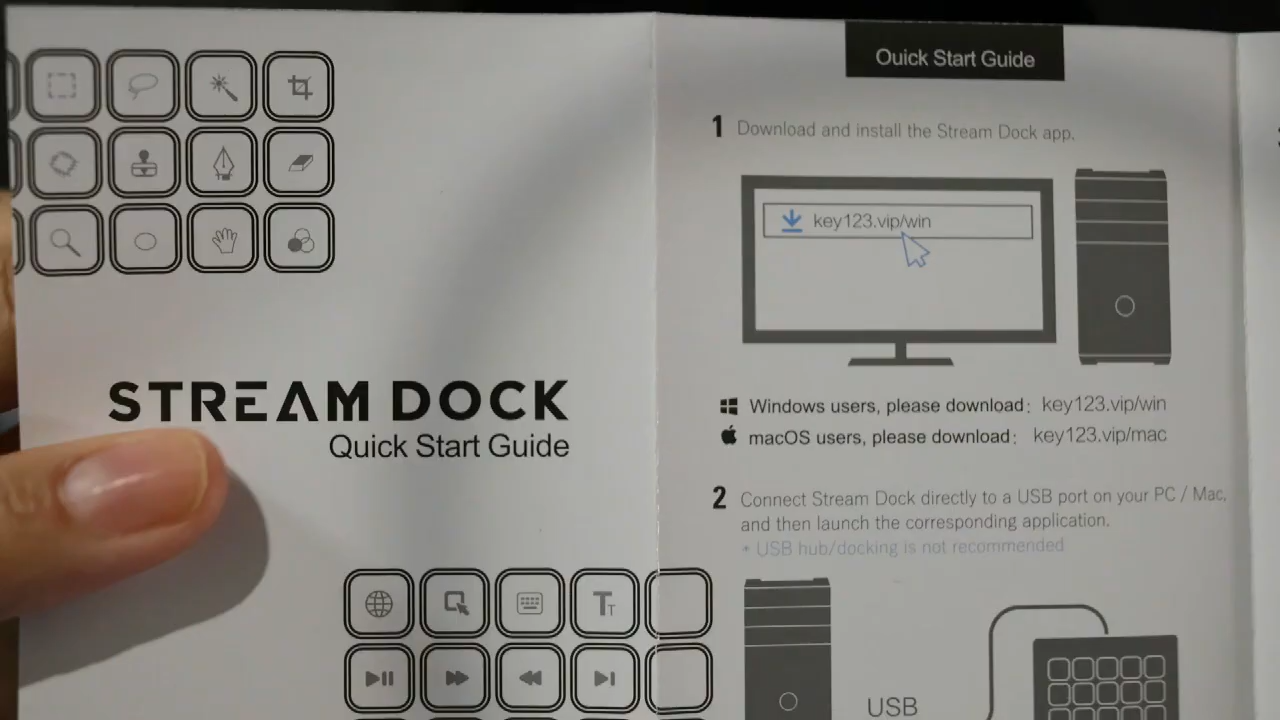 STREAM DOCK
Quick Start Guide
Quick Start Guide
1 Download and install the Stream Dock app.
key123.vip/win
Windows users, please download: key123.vip/win
macOS users, please download: key123.vip/mac
2 Connect Stream Dock directly to a USB port on your PC / Mac,
and then launch the corresponding application.
* USB hub/docking is not recommended
TT
USB